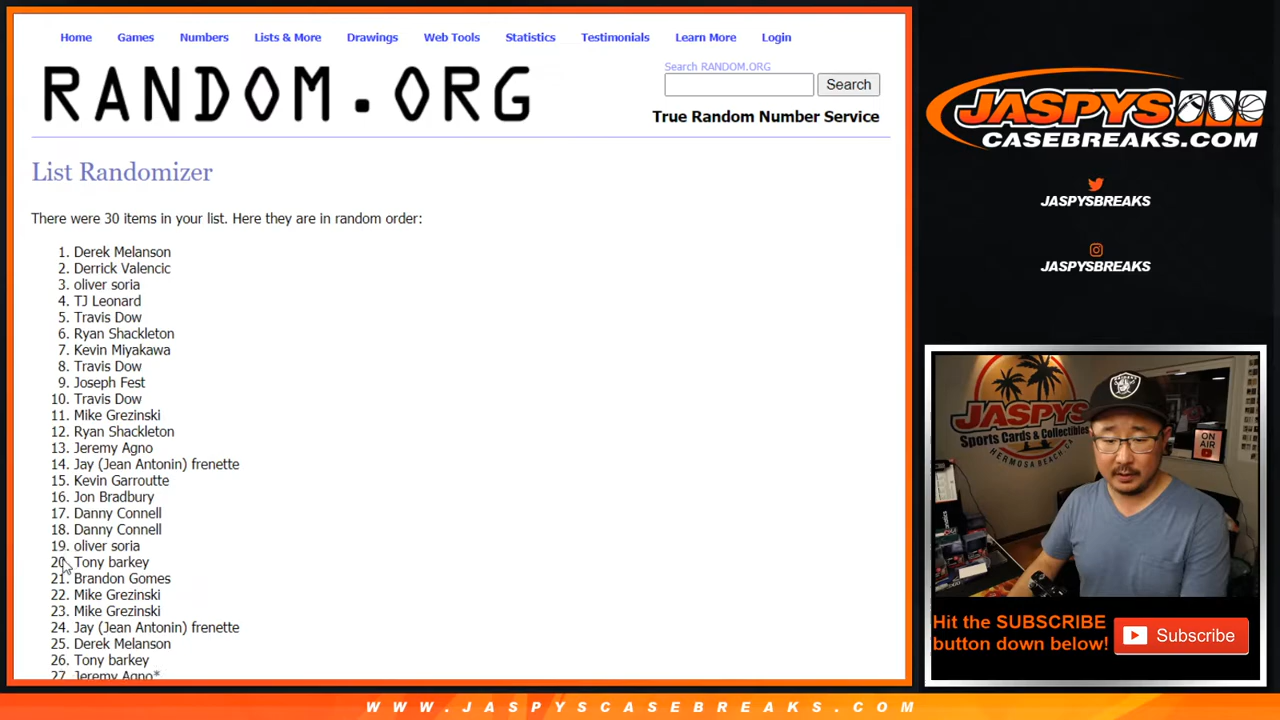 Home Games Numbers Lists & More Drawings Web Tools Statistics Testimonials Learn More Login
RANDOM.ORG
Search RANDOM.ORG
Search
True Random Number Service
List Randomizer
There were 30 items in your list. Here they are in random order:
1. Derek Melanson
2. Derrick Valencic
3. oliver soria
4. TJ Leonard
5. Travis Dow
6. Ryan Shackleton
7. Kevin Miyakawa
8. Travis Dow
9. Joseph Fest
10. Travis Dow
11. Mike Grezinski
12. Ryan Shackleton
13. Jeremy Agno
14. Jay (Jean Antonin) frenette
15. Kevin Garroutte
16. Jon Bradbury
17. Danny Connell
18. Danny Connell
19. oliver soria
20. Tony barkey
21. Brandon Gomes
22. Mike Grezinski
23. Mike Grezinski
24. Jay (Jean Antonin) frenette
25. Derek Melanson
26. Tony barkey
27. Jeremy Agno*
JASPYS
CASEBREAKS.COM
JASPYSBREAKS
JASPYSBREAKS
RAIDERS
JASPYS
Sports Cards & Collectibles
HERMOSA BEACH, CA
ON AIR
Hit the SUBSCRIBE
button down below!
Subscribe
WWW.JASPYSCASEBREAKS.COM